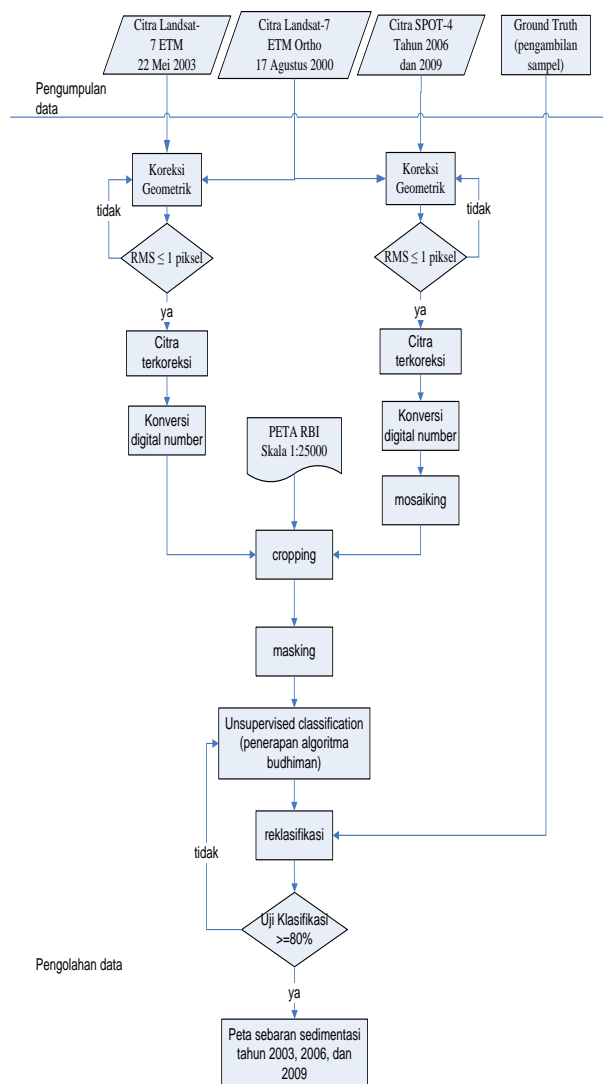 Citra Landsat-
7 ETM
22 Mei 2003
Citra Landsat-7
ETM Ortho
17 Agustus 2000
Citra SPOT-4
Tahun 2006
dan 2009
Ground Truth
(pengambilan
sampel)
Pengumpulan
data
Koreksi
Geometrik
Koreksi
Geometrik
tidak
tidak
RMS ≤ 1 piksel
RMS ≤ 1 piksel
ya
ya
Citra
terkoreksi
Citra
terkoreksi
Konversi
digital number
Konversi
digital number
PETA RBI
Skala 1:25000
mosaiking
cropping
masking
Unsupervised classification
(penerapan algoritma
budhiman)
reklasifikasi
tidak
Uji Klasifikasi
>=80%
Pengolahan data
ya
Peta sebaran sedimentasi
tahun 2003, 2006, dan
2009